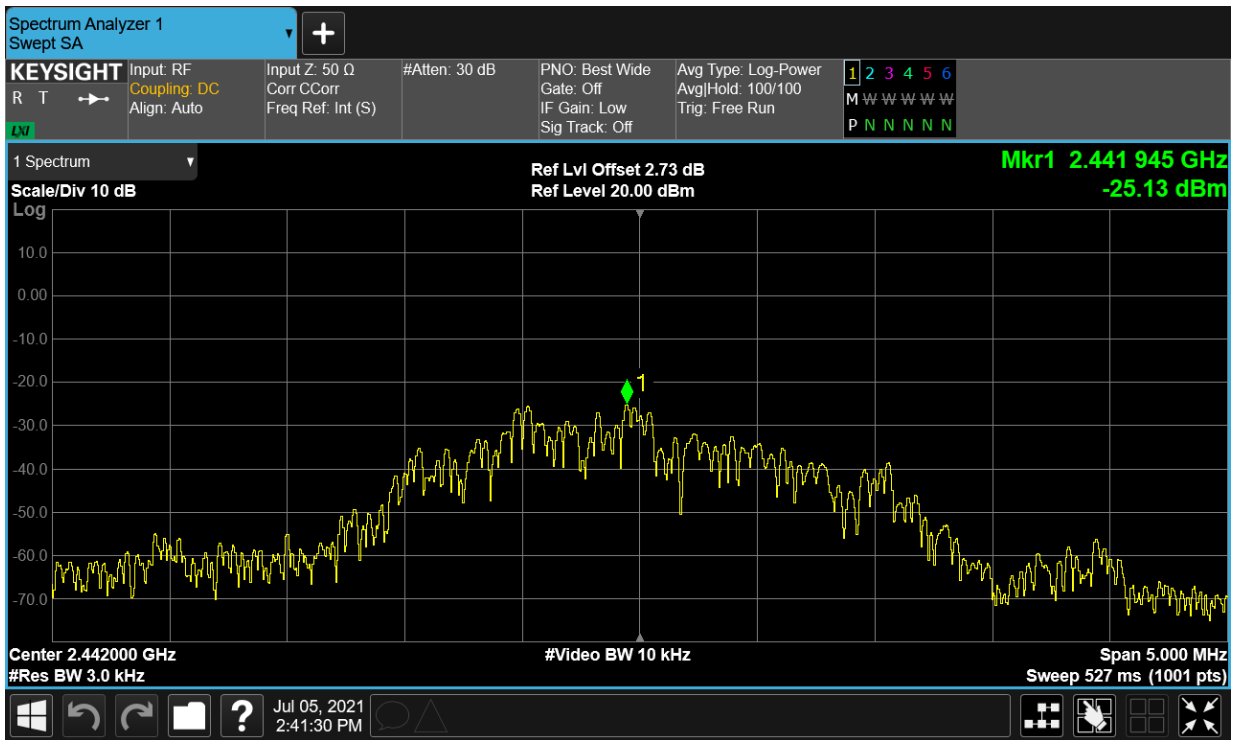 Spectrum Analyzer 1
Swept SA
+
KEYSIGHT
R T
LXI
Input: RF
Coupling: DC
Align: Auto
Input Z: 50 Ω
Corr CCorr
Freq Ref: Int (S)
#Atten: 30 dB
PNO: Best Wide
Gate: Off
IF Gain: Low
Sig Track: Off
Avg Type: Log-Power
Avg|Hold: 100/100
Trig: Free Run
1 2 3 4 5 6
M W W W W W
P N N N N N
1 Spectrum
Scale/Div 10 dB
Log
Ref Lvl Offset 2.73 dB
Ref Level 20.00 dBm
Mkr1 2.441 945 GHz
-25.13 dBm
10.0
0.00
-10.0
-20.0
1
-30.0
-40.0
-50.0
-60.0
-70.0
Center 2.442000 GHz
#Video BW 10 kHz
Span 5.000 MHz
#Res BW 3.0 kHz
Sweep 527 ms (1001 pts)
?
Jul 05, 2021
2:41:30 PM